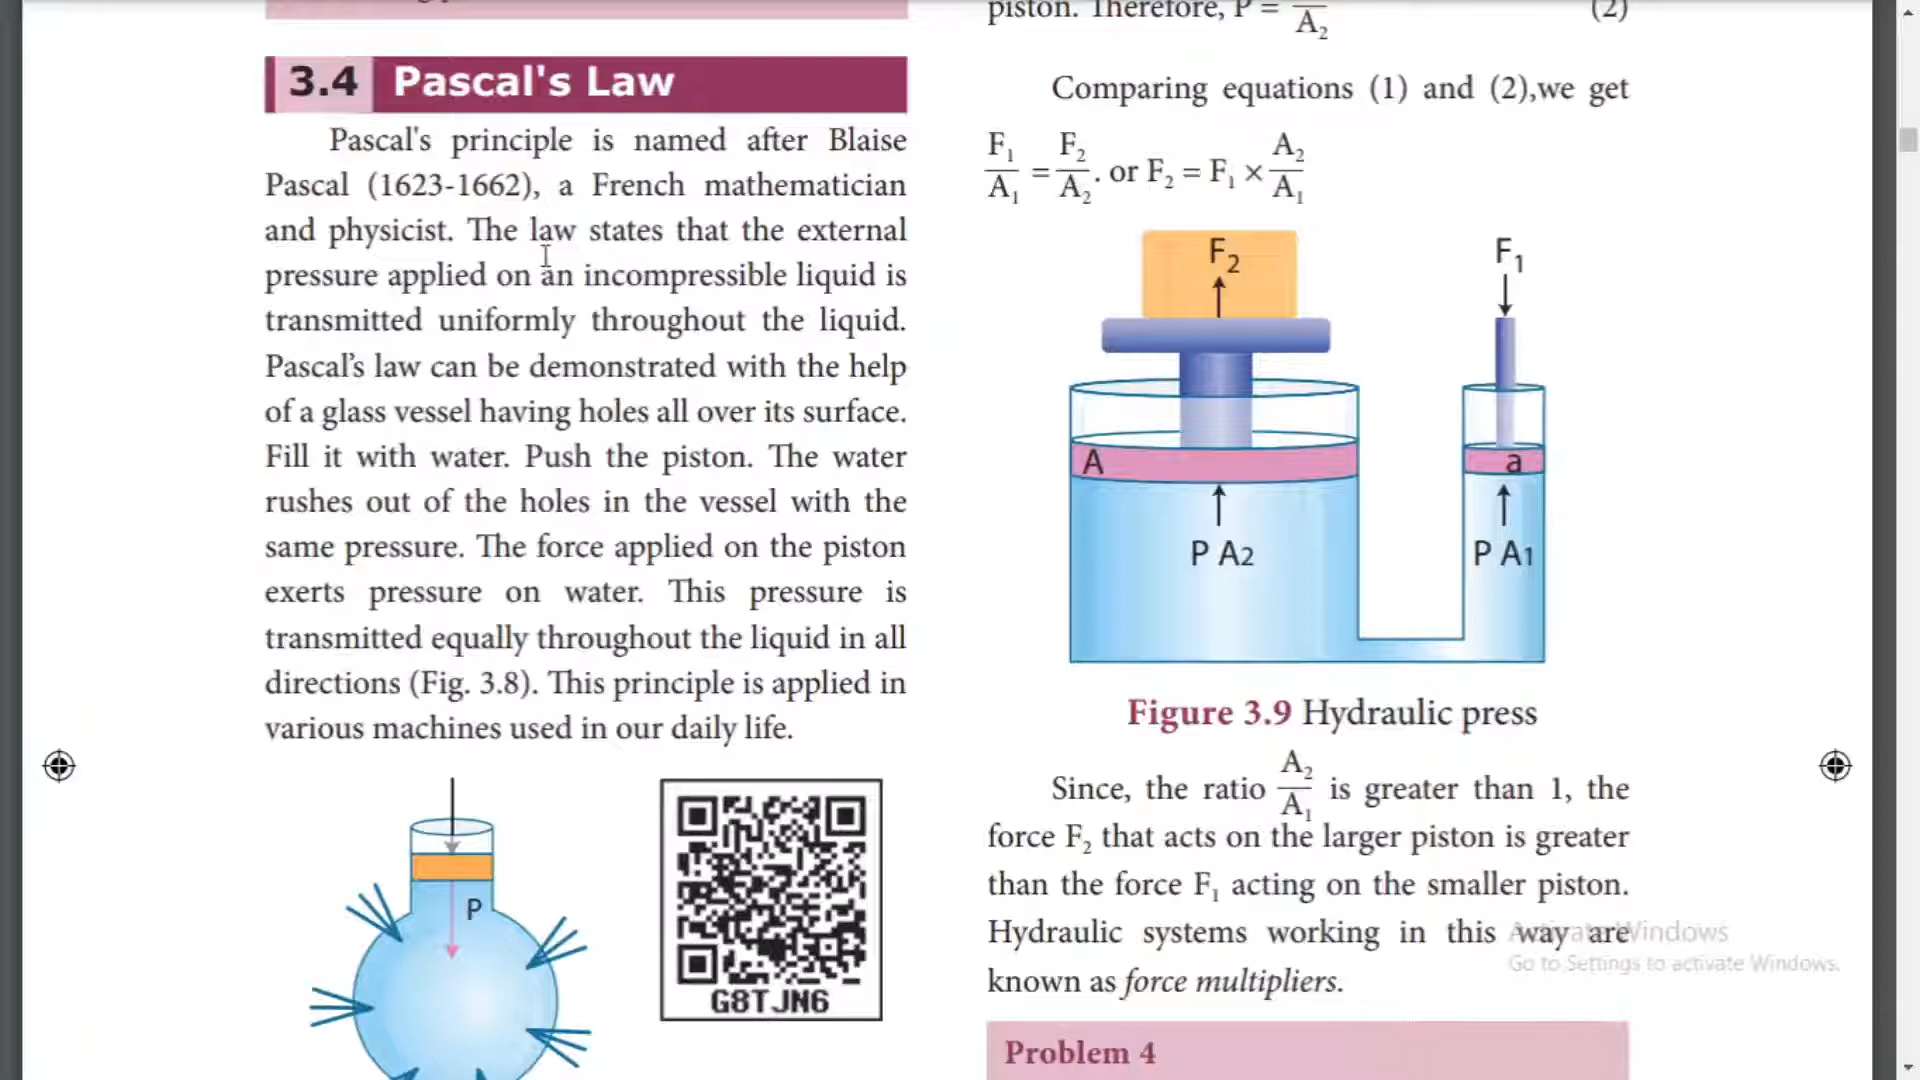 3.4 Pascal's Law
Pascal's principle is named after Blaise
Pascal (1623-1662), a French mathematician
and physicist. The law states that the external
pressure applied on an incompressible liquid is
transmitted uniformly throughout the liquid.
Pascal's law can be demonstrated with the help
of a glass vessel having holes all over its surface.
Fill it with water. Push the piston. The water
rushes out of the holes in the vessel with the
same pressure. The force applied on the piston
exerts pressure on water. This pressure is
transmitted equally throughout the liquid in all
directions (Fig. 3.8). This principle is applied in
various machines used in our daily life.
P
G8TJN6
piston. Therefore, P = /A₂ (2)
Comparing equations (1) and (2),we get
F₁/A₁ = F₂/A₂. or F₂ = F₁ × A₂/A₁
F₂ F₁
A a
P A2 P A1
Figure 3.9 Hydraulic press
Since, the ratio A₂/A₁ is greater than 1, the
force F₂ that acts on the larger piston is greater
than the force F₁ acting on the smaller piston.
Hydraulic systems working in this way are
known as force multipliers.
Activate Windows
Go to Settings to activate Windows.
Problem 4